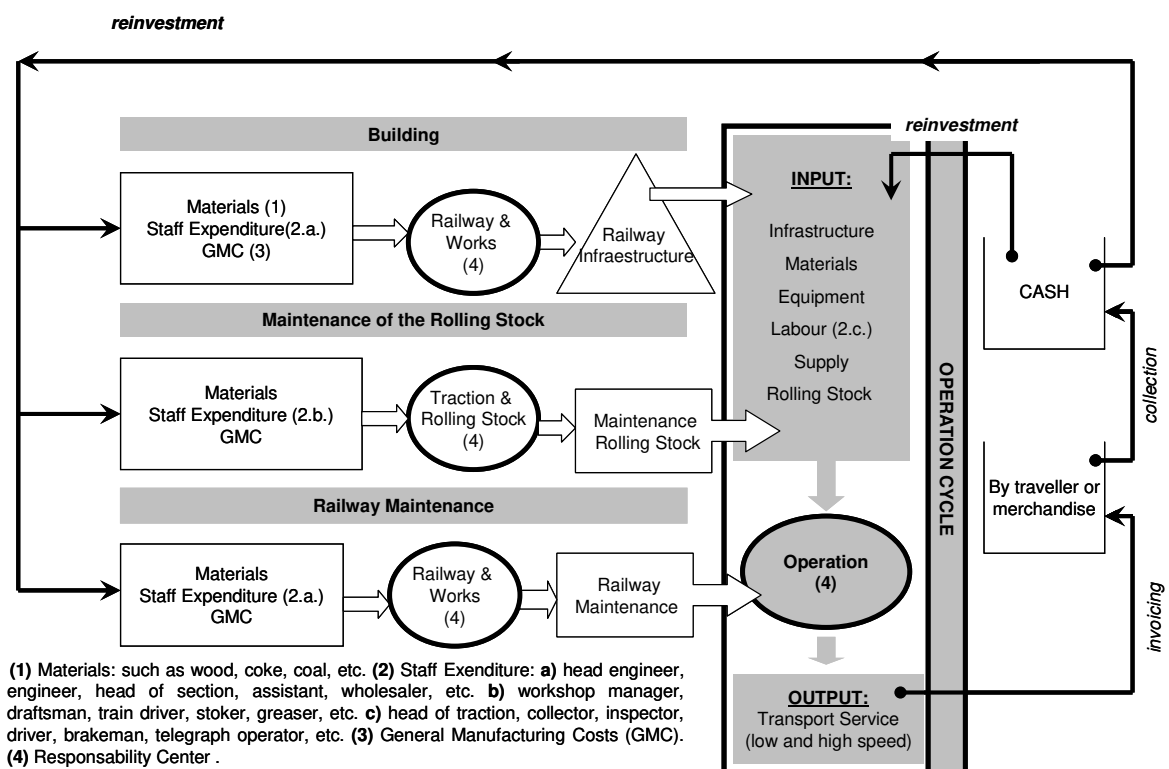 reinvestment
reinvestment
Building
Materials (1)
Staff Expenditure(2.a.)
GMC (3)
Railway &
Works
(4)
Railway
Infraestructure
Maintenance of the Rolling Stock
Materials
Staff Expenditure (2.b.)
GMC
Traction &
Rolling Stock
(4)
Maintenance
Rolling Stock
Railway Maintenance
Materials
Staff Expenditure (2.a.)
GMC
Railway &
Works
(4)
Railway
Maintenance
INPUT:
Infrastructure
Materials
Equipment
Labour (2.c.)
Supply
Rolling Stock
Operation
(4)
OUTPUT:
Transport Service
(low and high speed)
OPERATION CYCLE
CASH
collection
By traveller or
merchandise
invoicing
(1) Materials: such as wood, coke, coal, etc. (2) Staff Exenditure: a) head engineer,
engineer, head of section, assistant, wholesaler, etc. b) workshop manager,
draftsman, train driver, stoker, greaser, etc. c) head of traction, collector, inspector,
driver, brakeman, telegraph operator, etc. (3) General Manufacturing Costs (GMC).
(4) Responsability Center .